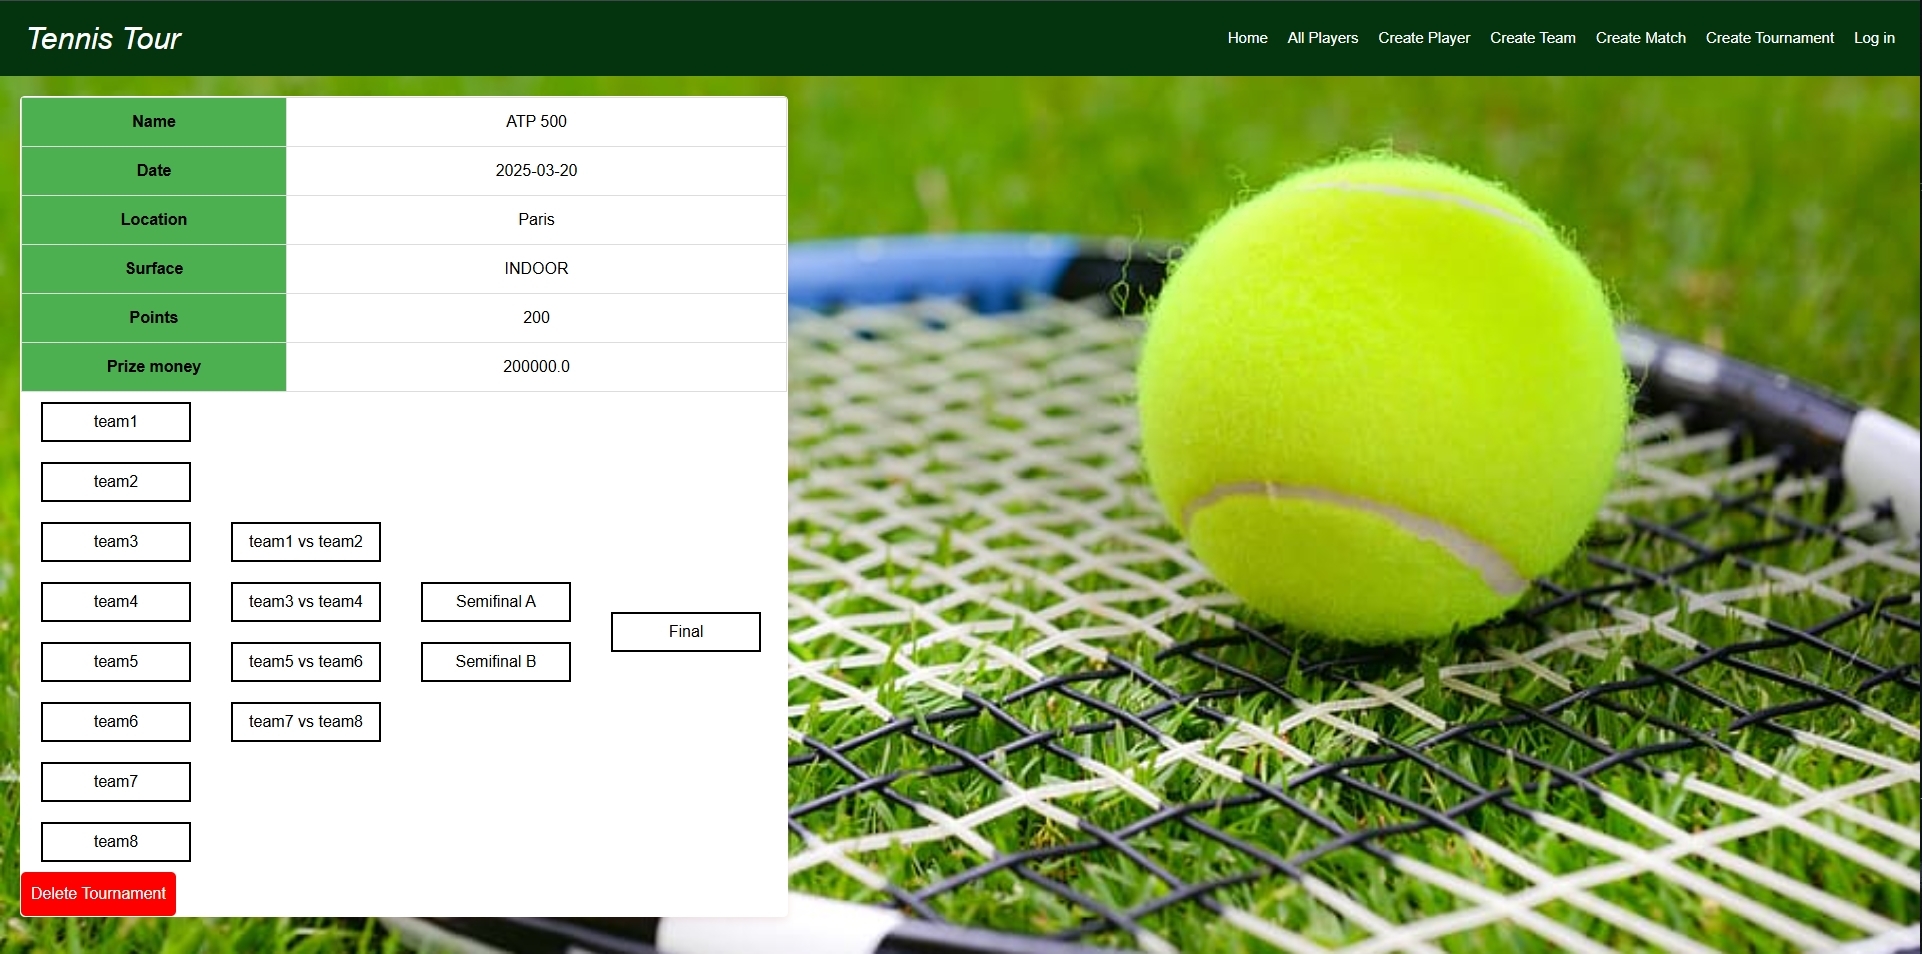 Tennis Tour
Home All Players Create Player Create Team Create Match Create Tournament Log in
Name ATP 500
Date 2025-03-20
Location Paris
Surface INDOOR
Points 200
Prize money 200000.0
team1
team2
team3 team1 vs team2
team4 team3 vs team4 Semifinal A
Final
team5 team5 vs team6 Semifinal B
team6 team7 vs team8
team7
team8
Delete Tournament